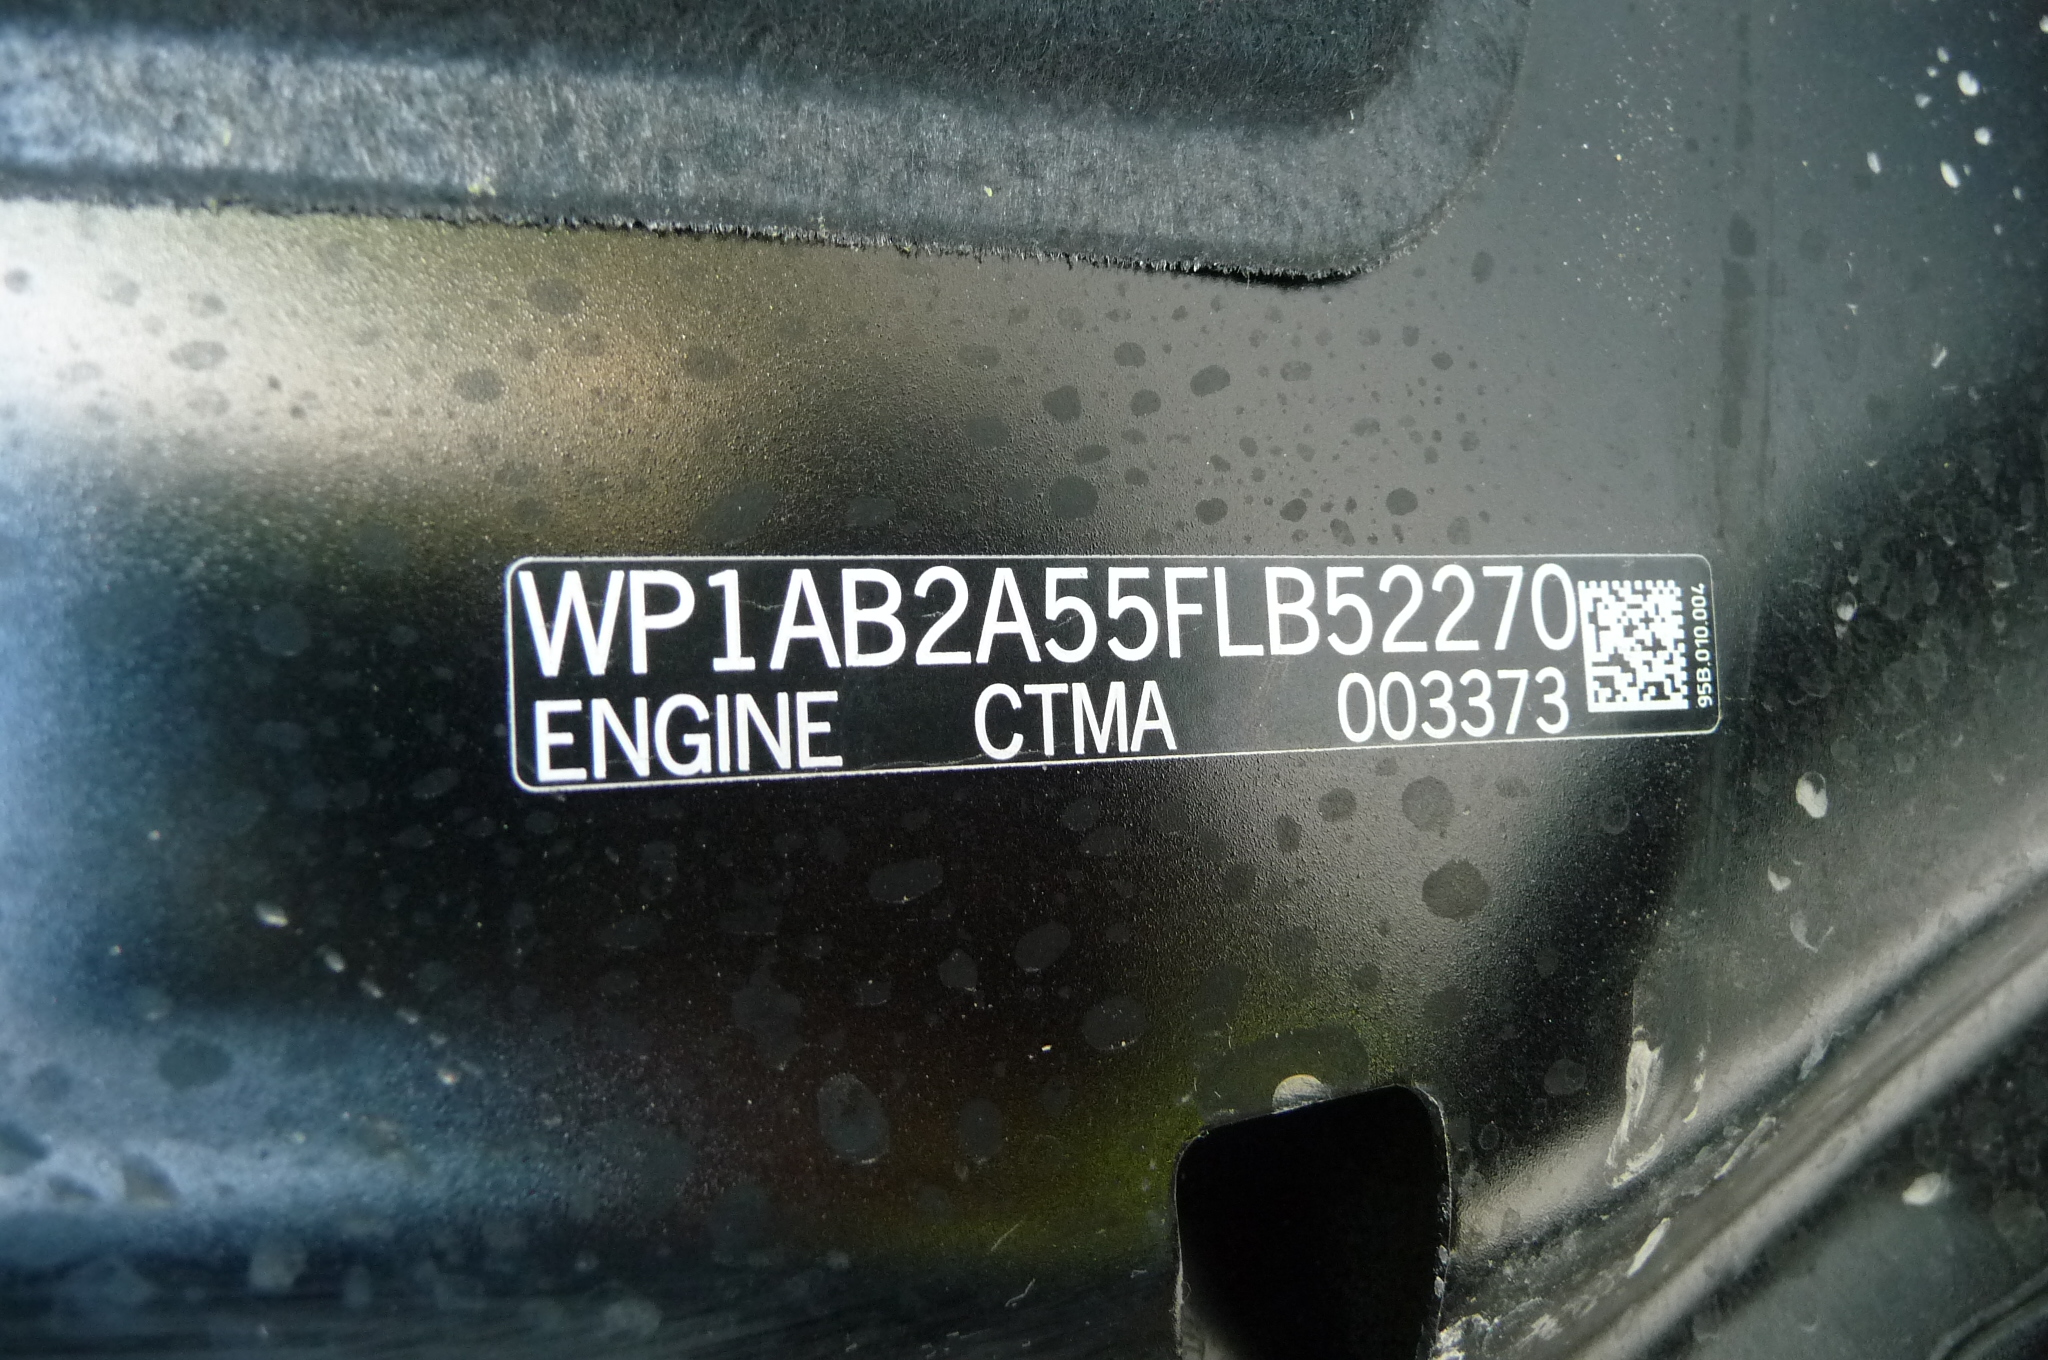 WP1AB2A55FLB52270
ENGINE CTMA 003373
95B.010.004